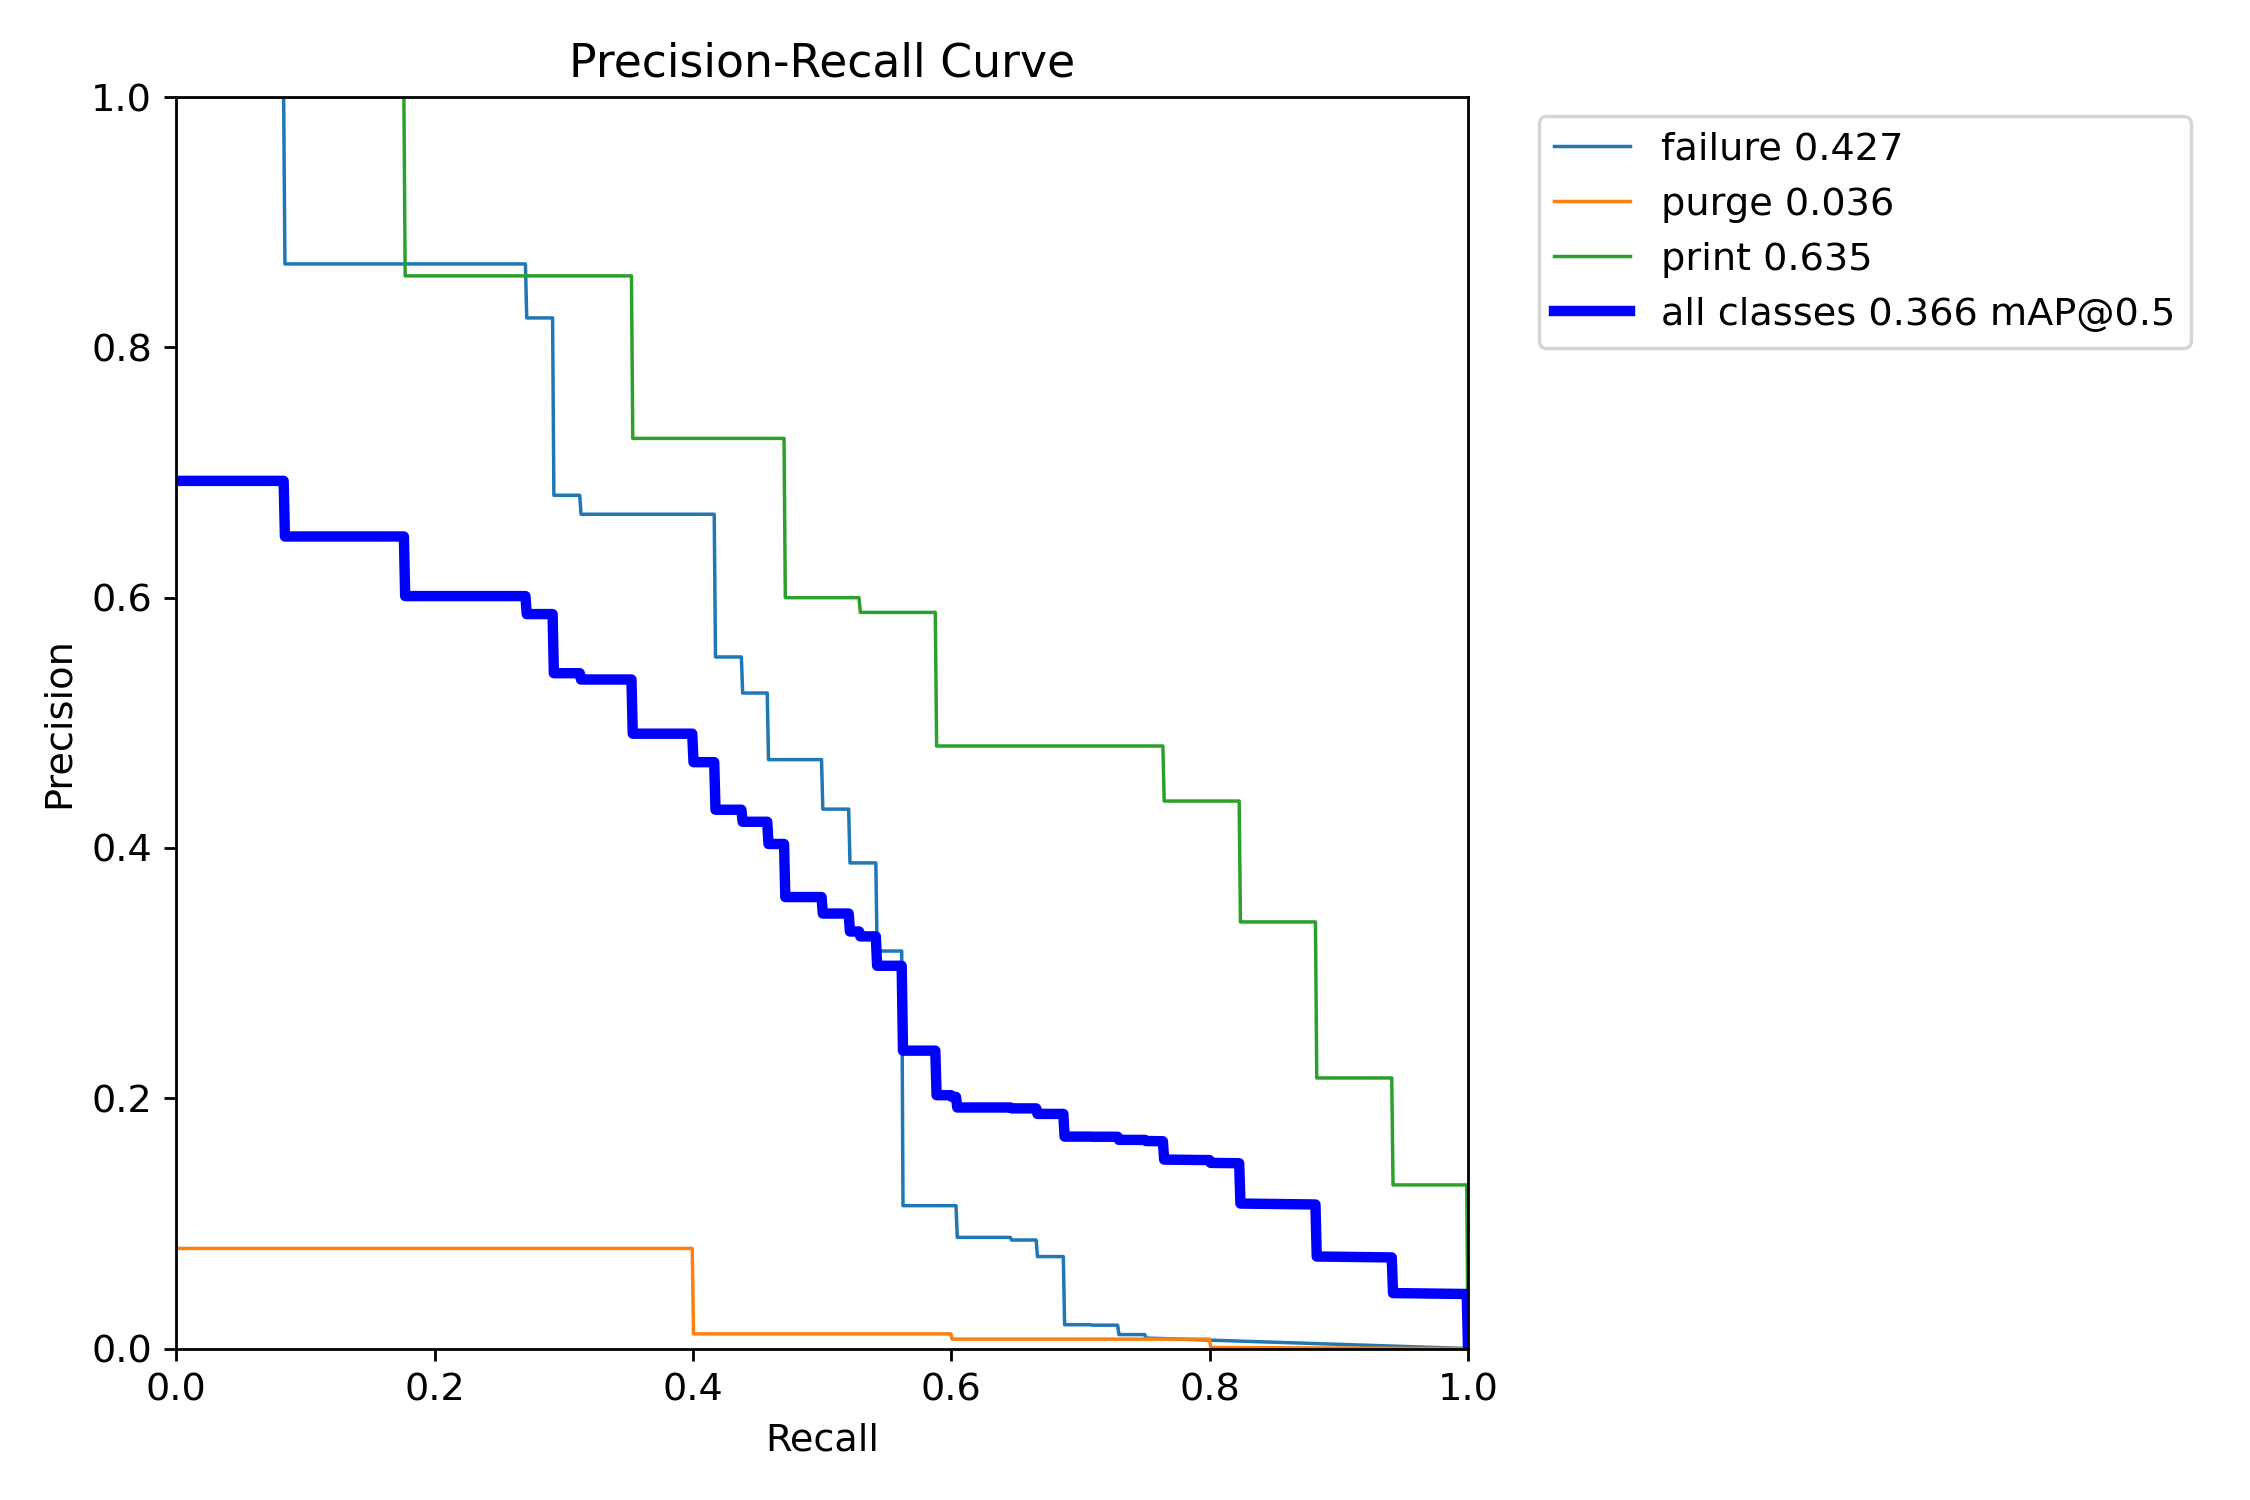 Precision-Recall Curve
1.0
0.8
0.6
0.4
0.2
0.0
Precision
0.0 0.2 0.4 0.6 0.8 1.0
Recall
failure 0.427
purge 0.036
print 0.635
all classes 0.366 mAP@0.5